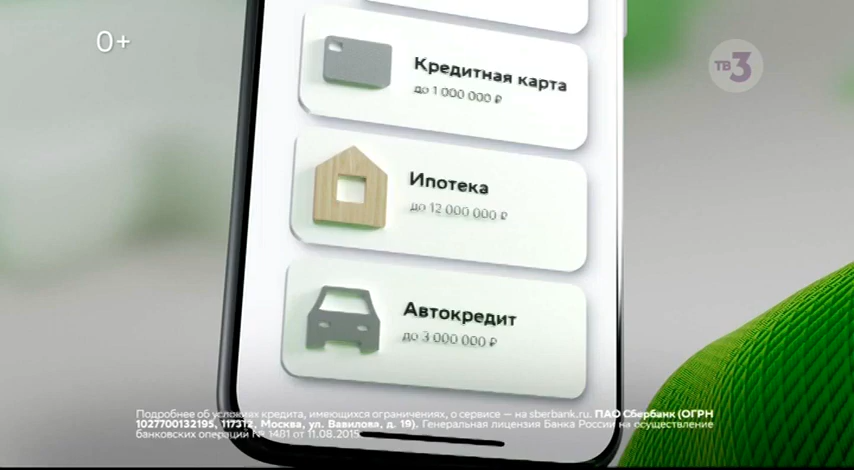 0+
ТВ3
Кредитная карта
до 1 000 000 ₽
Ипотека
до 12 000 000 ₽
Автокредит
до 3 000 000 ₽
Подробнее об условиях кредита, имеющихся ограничениях, о сервисе — на sberbank.ru. ПАО Сбербанк (ОГРН
1027700132195, 117312, Москва, ул. Вавилова, д. 19). Генеральная лицензия Банка России на осуществление
банковских операций № 1481 от 11.08.2015.